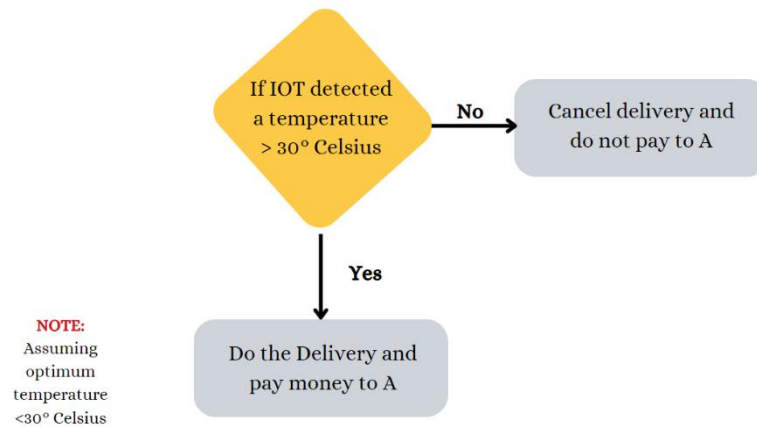 If IOT detected
a temperature
> 30° Celsius
No
Cancel delivery and
do not pay to A
Yes
Do the Delivery and
pay money to A
NOTE:
Assuming
optimum
temperature
<30° Celsius